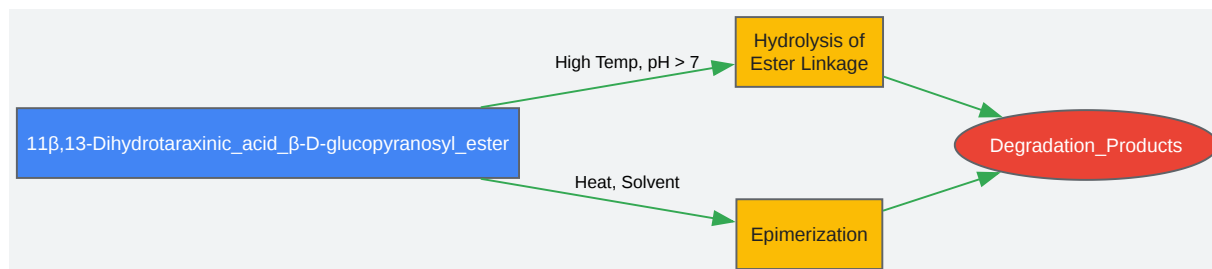 Hydrolysis of
Ester Linkage
High Temp, pH > 7
11β,13-Dihydrotaraxinic_acid_β-D-glucopyranosyl_ester
Degradation_Products
Heat, Solvent
Epimerization